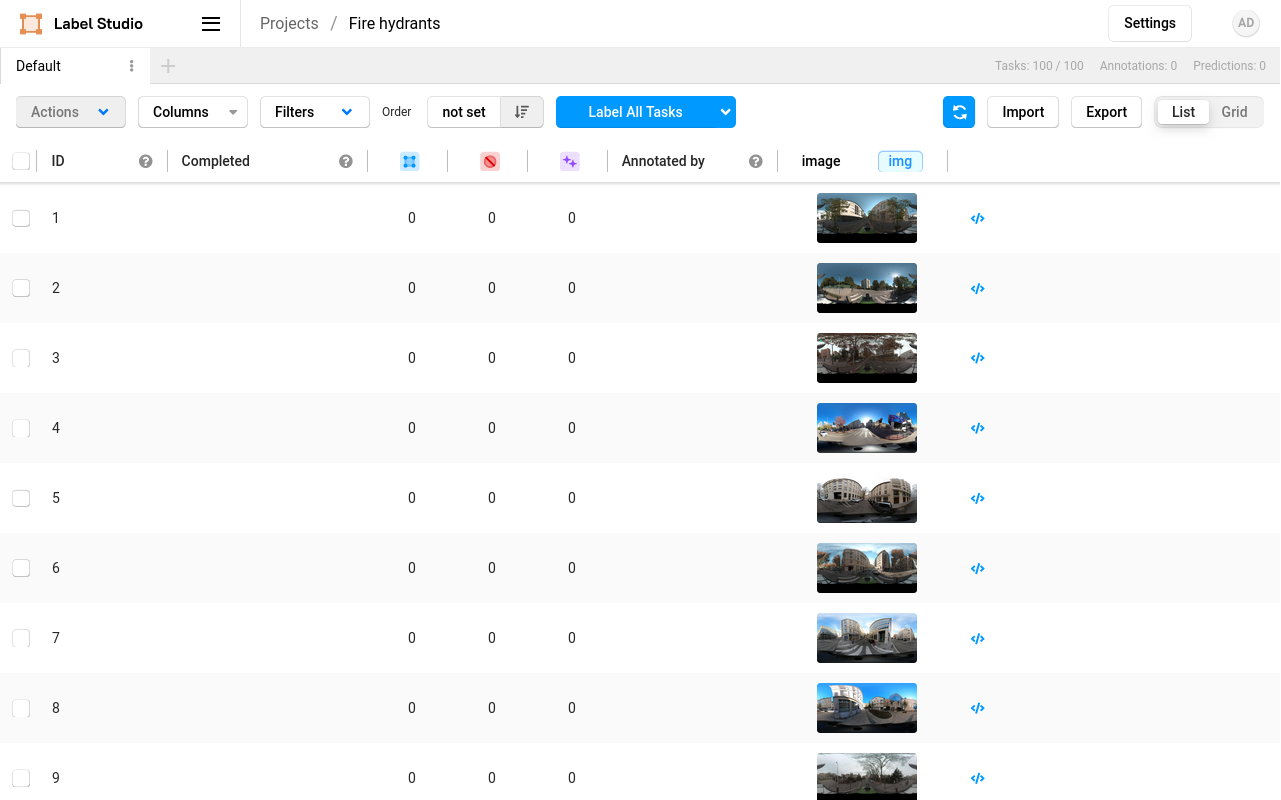 Label Studio
Projects / Fire hydrants
Settings
AD
Default
Tasks: 100 / 100 Annotations: 0 Predictions: 0
Actions
Columns
Filters
Order
not set
Label All Tasks
Import
Export
List
Grid
ID Completed Annotated by image img
1 0 0 0
2 0 0 0
3 0 0 0
4 0 0 0
5 0 0 0
6 0 0 0
7 0 0 0
8 0 0 0
9 0 0 0